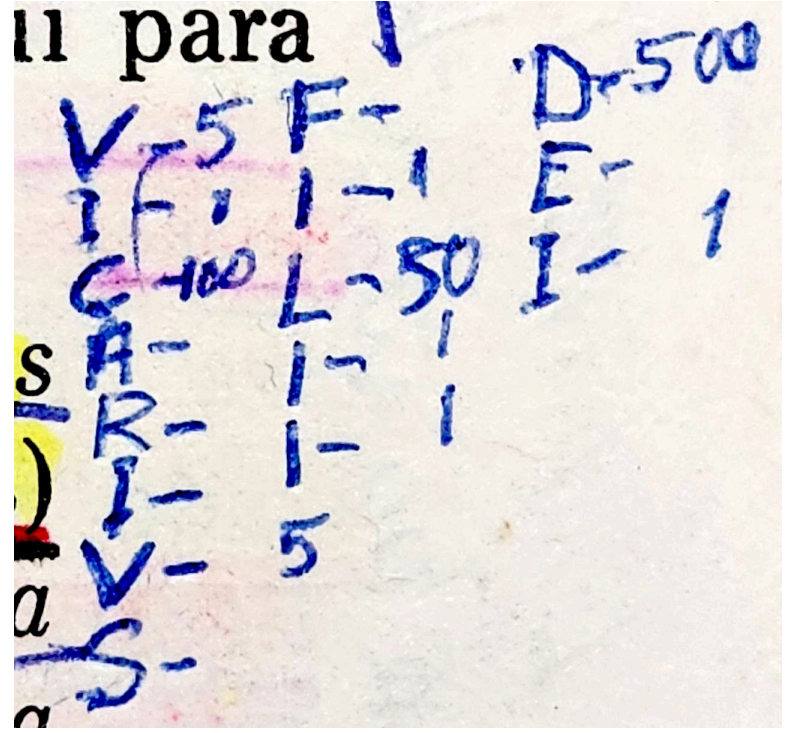 para
V-5
I-1
C-100
A-
R-
I-
V-
S-
F-
I-1
L-50
I-1
I-1
5
D-500
E-
I-1
s
)
a
a